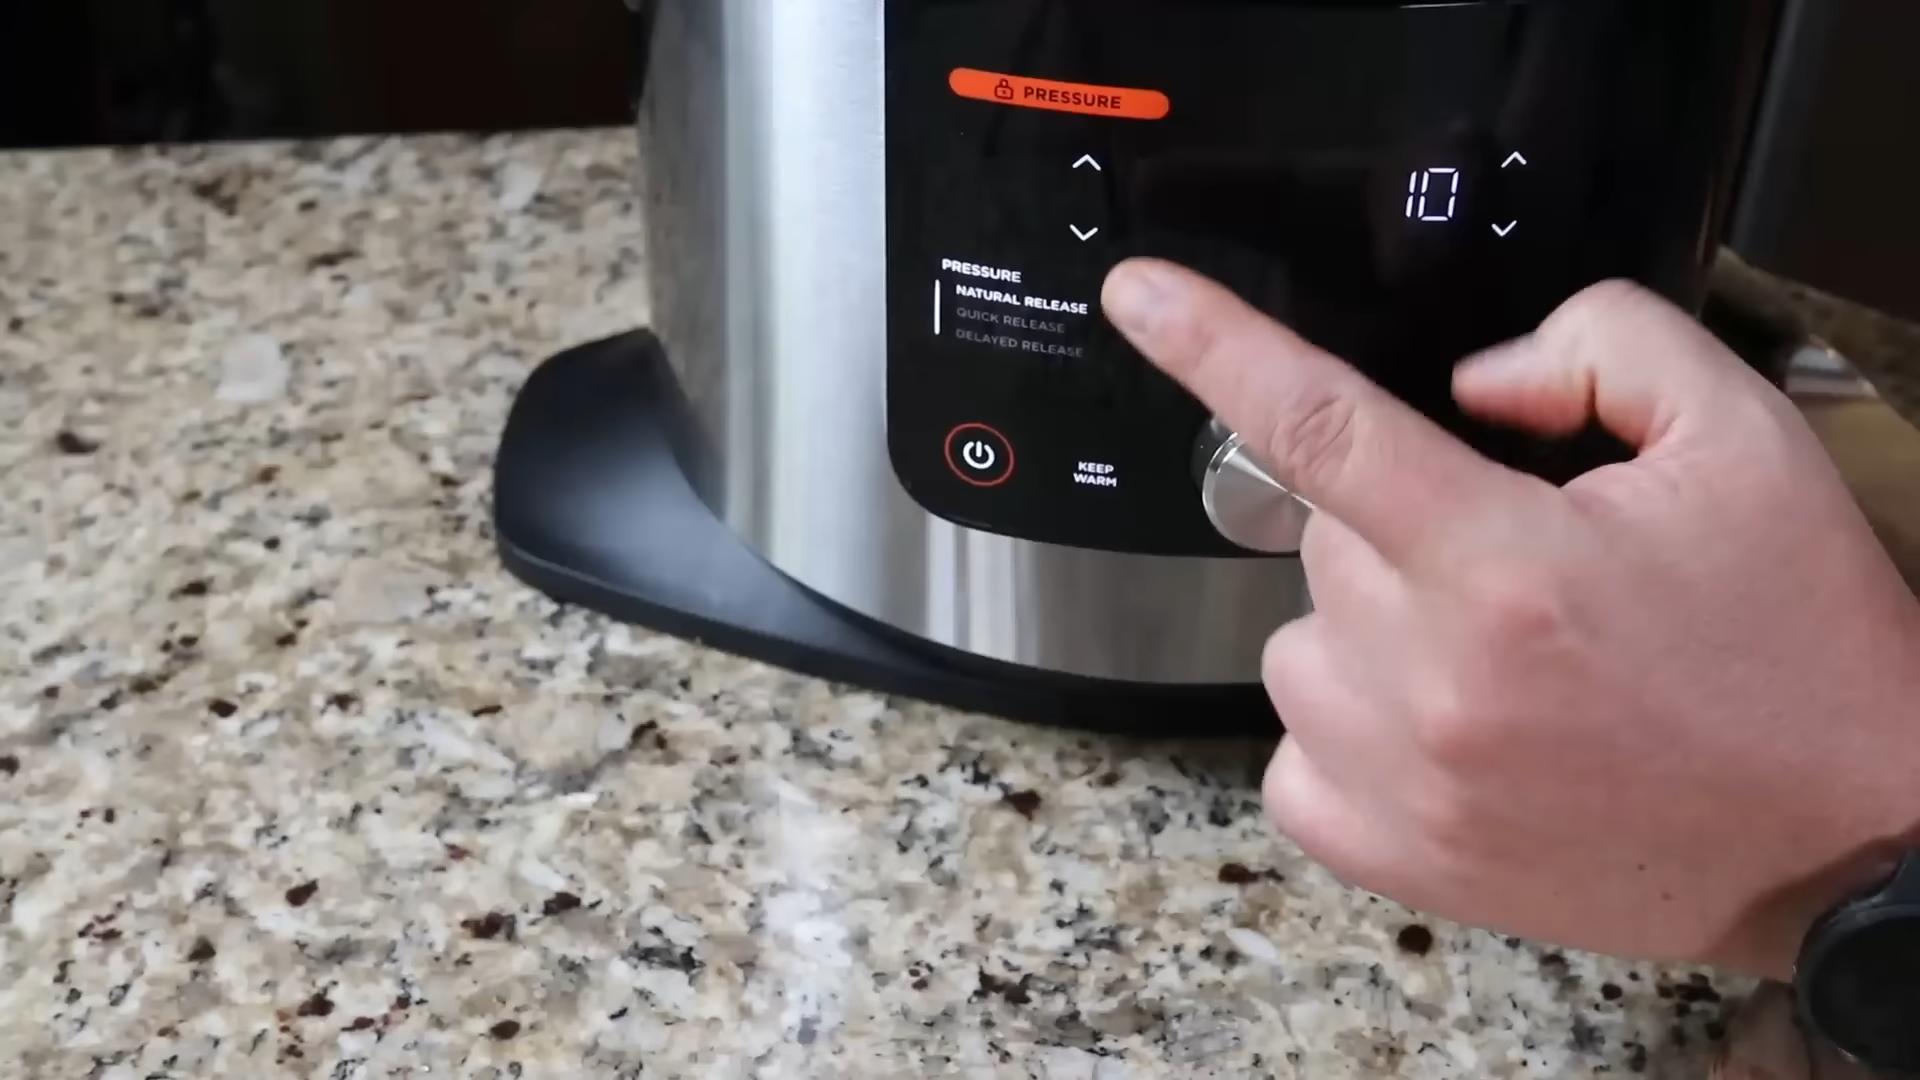 PRESSURE
10
PRESSURE
NATURAL RELEASE
QUICK RELEASE
DELAYED RELEASE
KEEP
WARM